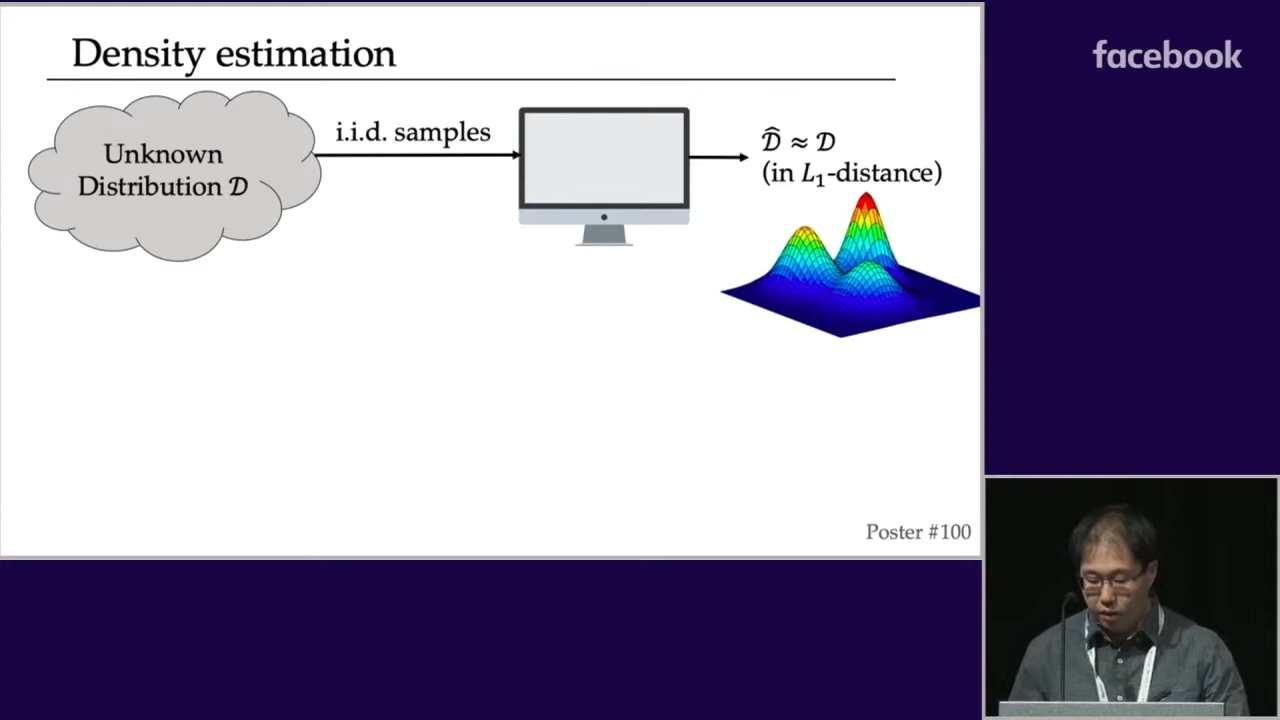 Density estimation
facebook
Unknown
Distribution 𝒟
i.i.d. samples
𝒟̂ ≈ 𝒟
(in L₁-distance)
Poster #100